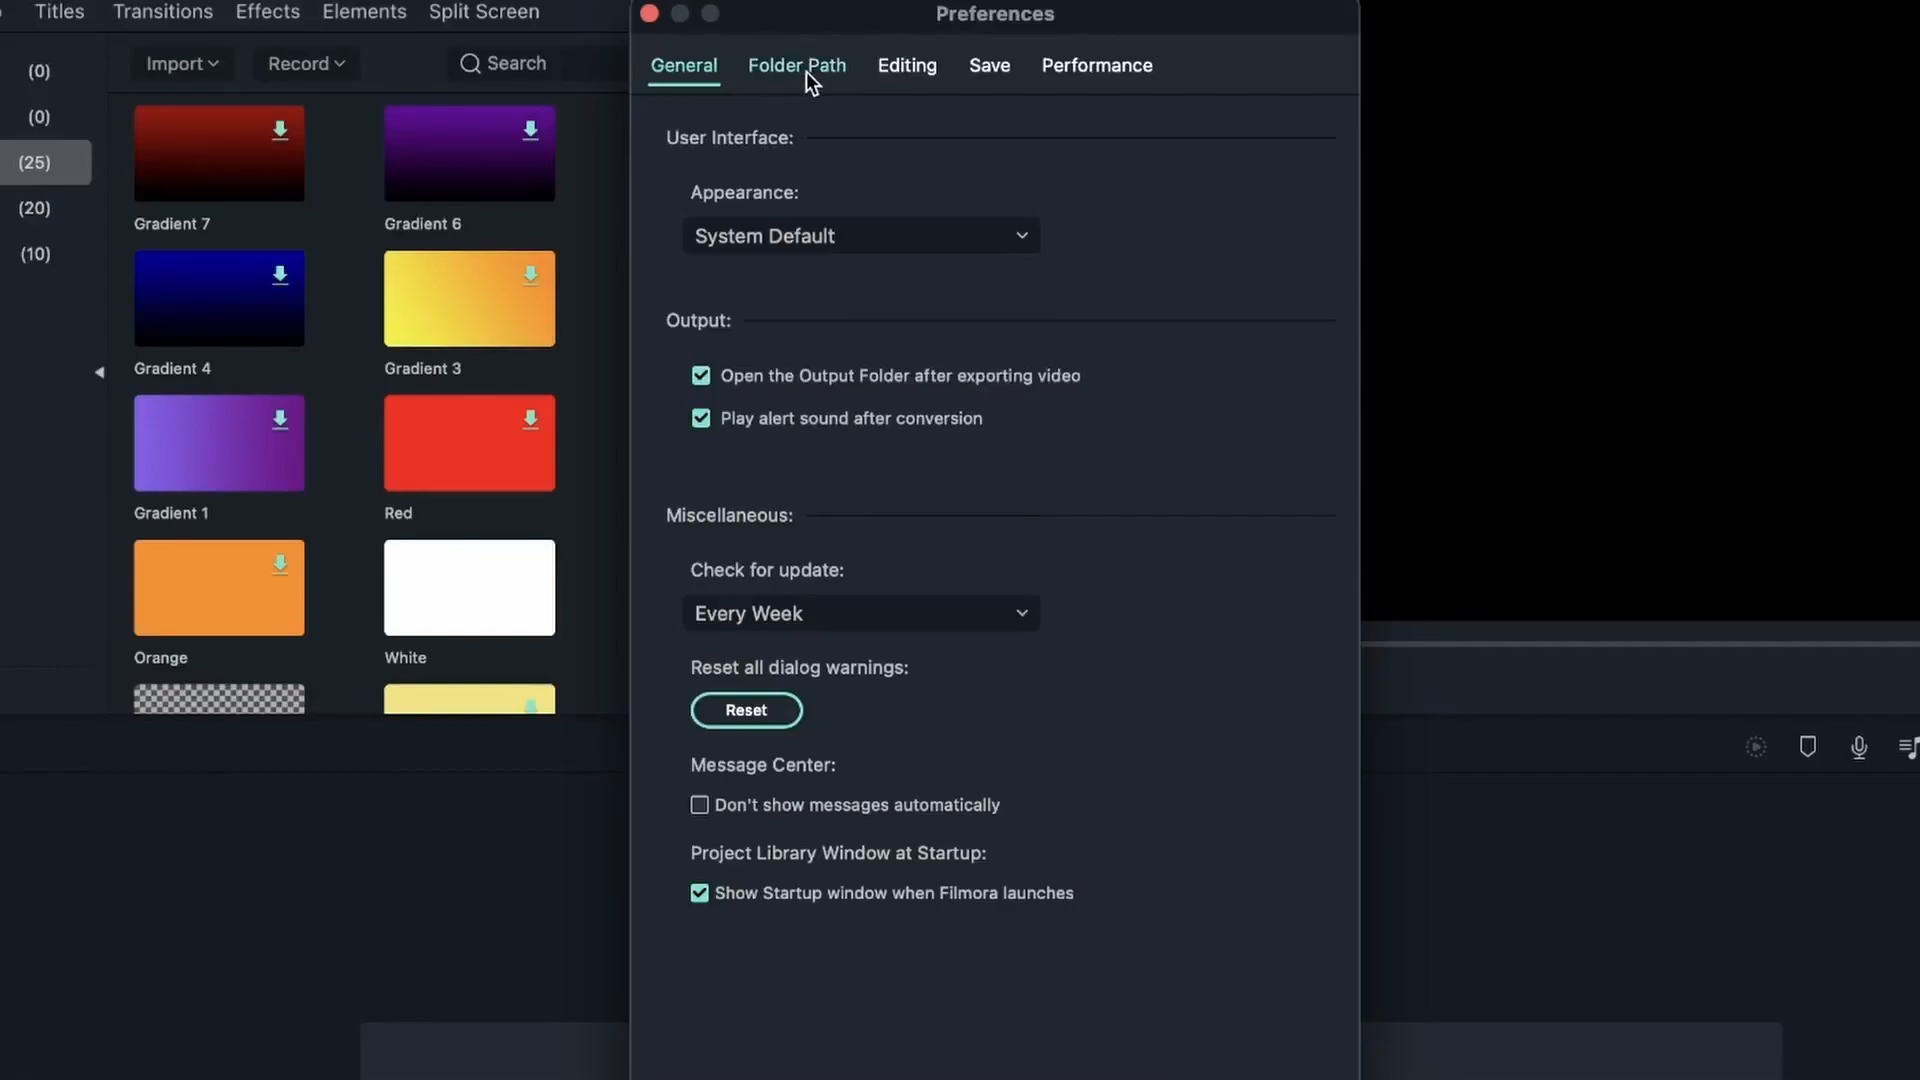 Titles Transitions Effects Elements Split Screen
Import Record Search
(0)
(0)
(25)
(20)
(10)
Gradient 7 Gradient 6
Gradient 4 Gradient 3
Gradient 1 Red
Orange White
Preferences
General Folder Path Editing Save Performance
User Interface:
Appearance:
System Default
Output:
Open the Output Folder after exporting video
Play alert sound after conversion
Miscellaneous:
Check for update:
Every Week
Reset all dialog warnings:
Reset
Message Center:
Don't show messages automatically
Project Library Window at Startup:
Show Startup window when Filmora launches